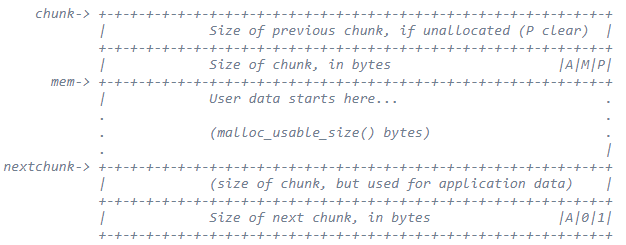 chunk-> +-+-+-+-+-+-+-+-+-+-+-+-+-+-+-+-+-+-+-+-+-+-+-+-+-+-+-+-+-+-+-+-+
| Size of previous chunk, if unallocated (P clear) |
+-+-+-+-+-+-+-+-+-+-+-+-+-+-+-+-+-+-+-+-+-+-+-+-+-+-+-+-+-+-+-+-+
| Size of chunk, in bytes |A|M|P|
mem-> +-+-+-+-+-+-+-+-+-+-+-+-+-+-+-+-+-+-+-+-+-+-+-+-+-+-+-+-+-+-+-+-+
| User data starts here... .
. .
. (malloc_usable_size() bytes) .
. |
nextchunk-> +-+-+-+-+-+-+-+-+-+-+-+-+-+-+-+-+-+-+-+-+-+-+-+-+-+-+-+-+-+-+-+-+
| (size of chunk, but used for application data) |
+-+-+-+-+-+-+-+-+-+-+-+-+-+-+-+-+-+-+-+-+-+-+-+-+-+-+-+-+-+-+-+-+
| Size of next chunk, in bytes |A|0|1|
+-+-+-+-+-+-+-+-+-+-+-+-+-+-+-+-+-+-+-+-+-+-+-+-+-+-+-+-+-+-+-+-+